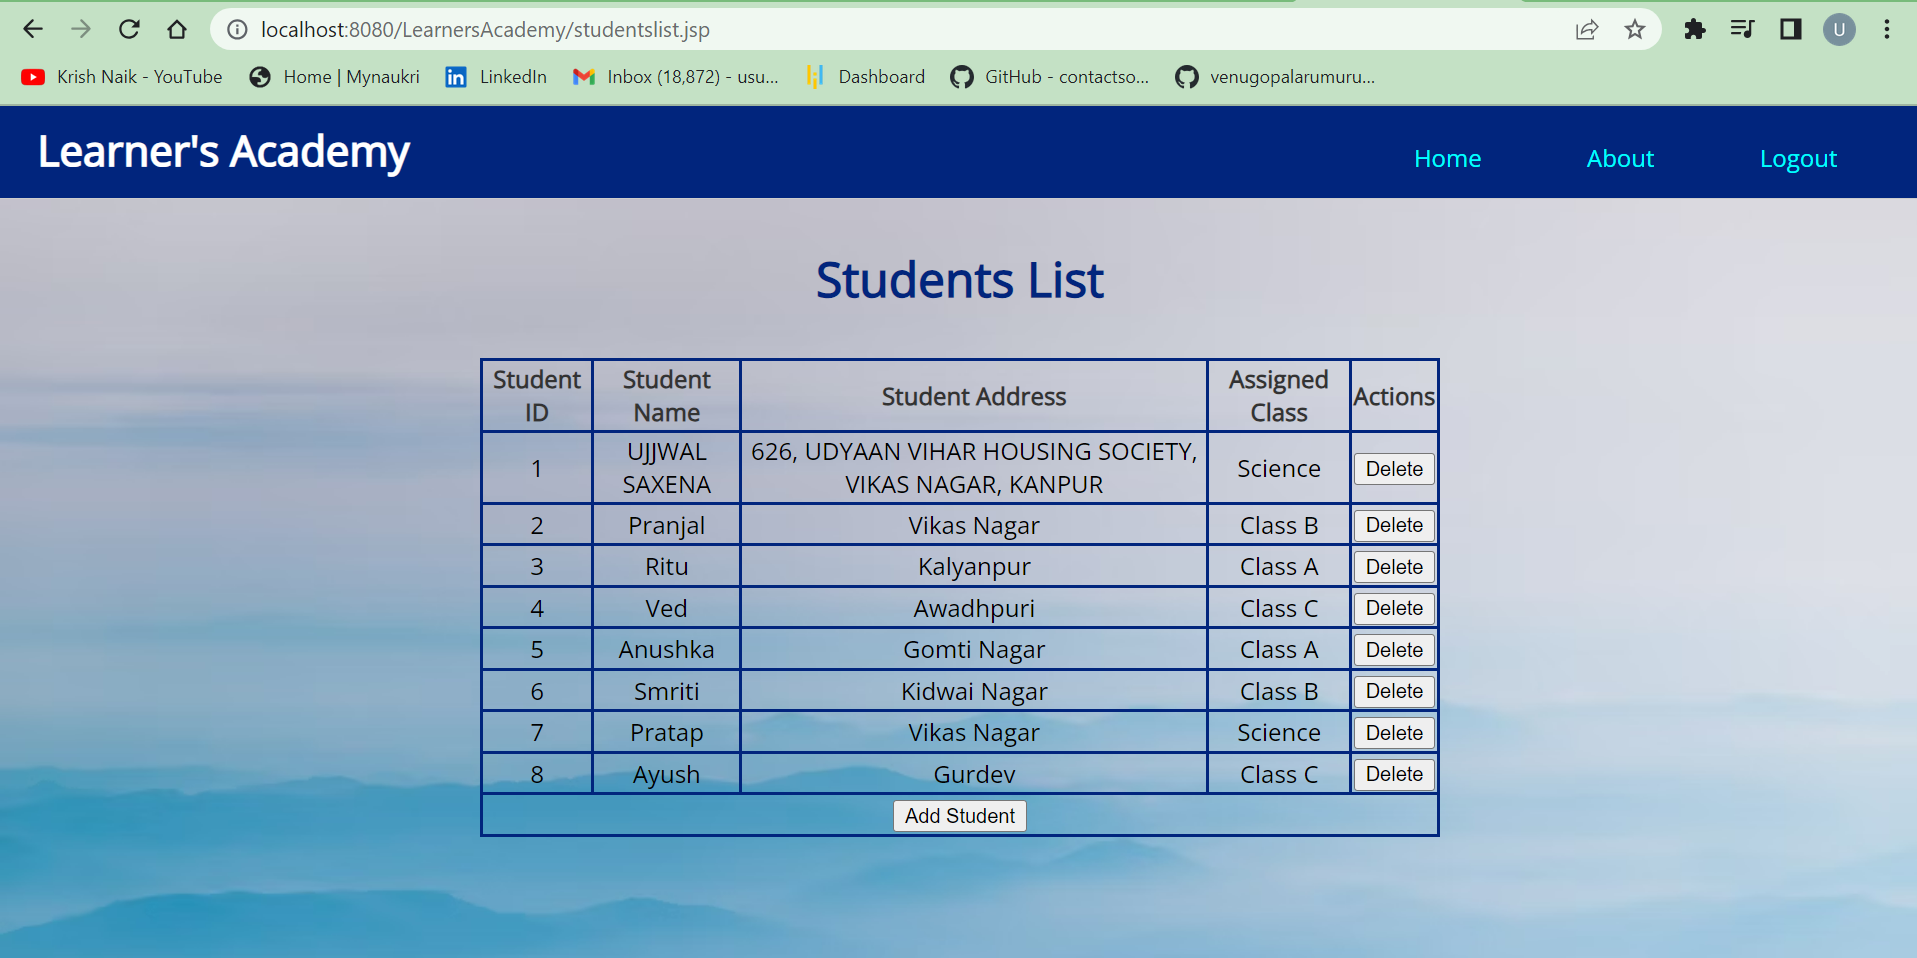 localhost:8080/LearnersAcademy/studentslist.jsp
U
Krish Naik - YouTube
Home | Mynaukri
LinkedIn
Inbox (18,872) - usu...
Dashboard
GitHub - contactso...
venugopalarumuru...
Learner's Academy
Home
About
Logout
Students List
Student ID
Student Name
Student Address
Assigned Class
Actions
1
UJJWAL SAXENA
626, UDYAAN VIHAR HOUSING SOCIETY,
VIKAS NAGAR, KANPUR
Science
Delete
2 Pranjal Vikas Nagar Class B Delete
3 Ritu Kalyanpur Class A Delete
4 Ved Awadhpuri Class C Delete
5 Anushka Gomti Nagar Class A Delete
6 Smriti Kidwai Nagar Class B Delete
7 Pratap Vikas Nagar Science Delete
8 Ayush Gurdev Class C Delete
Add Student